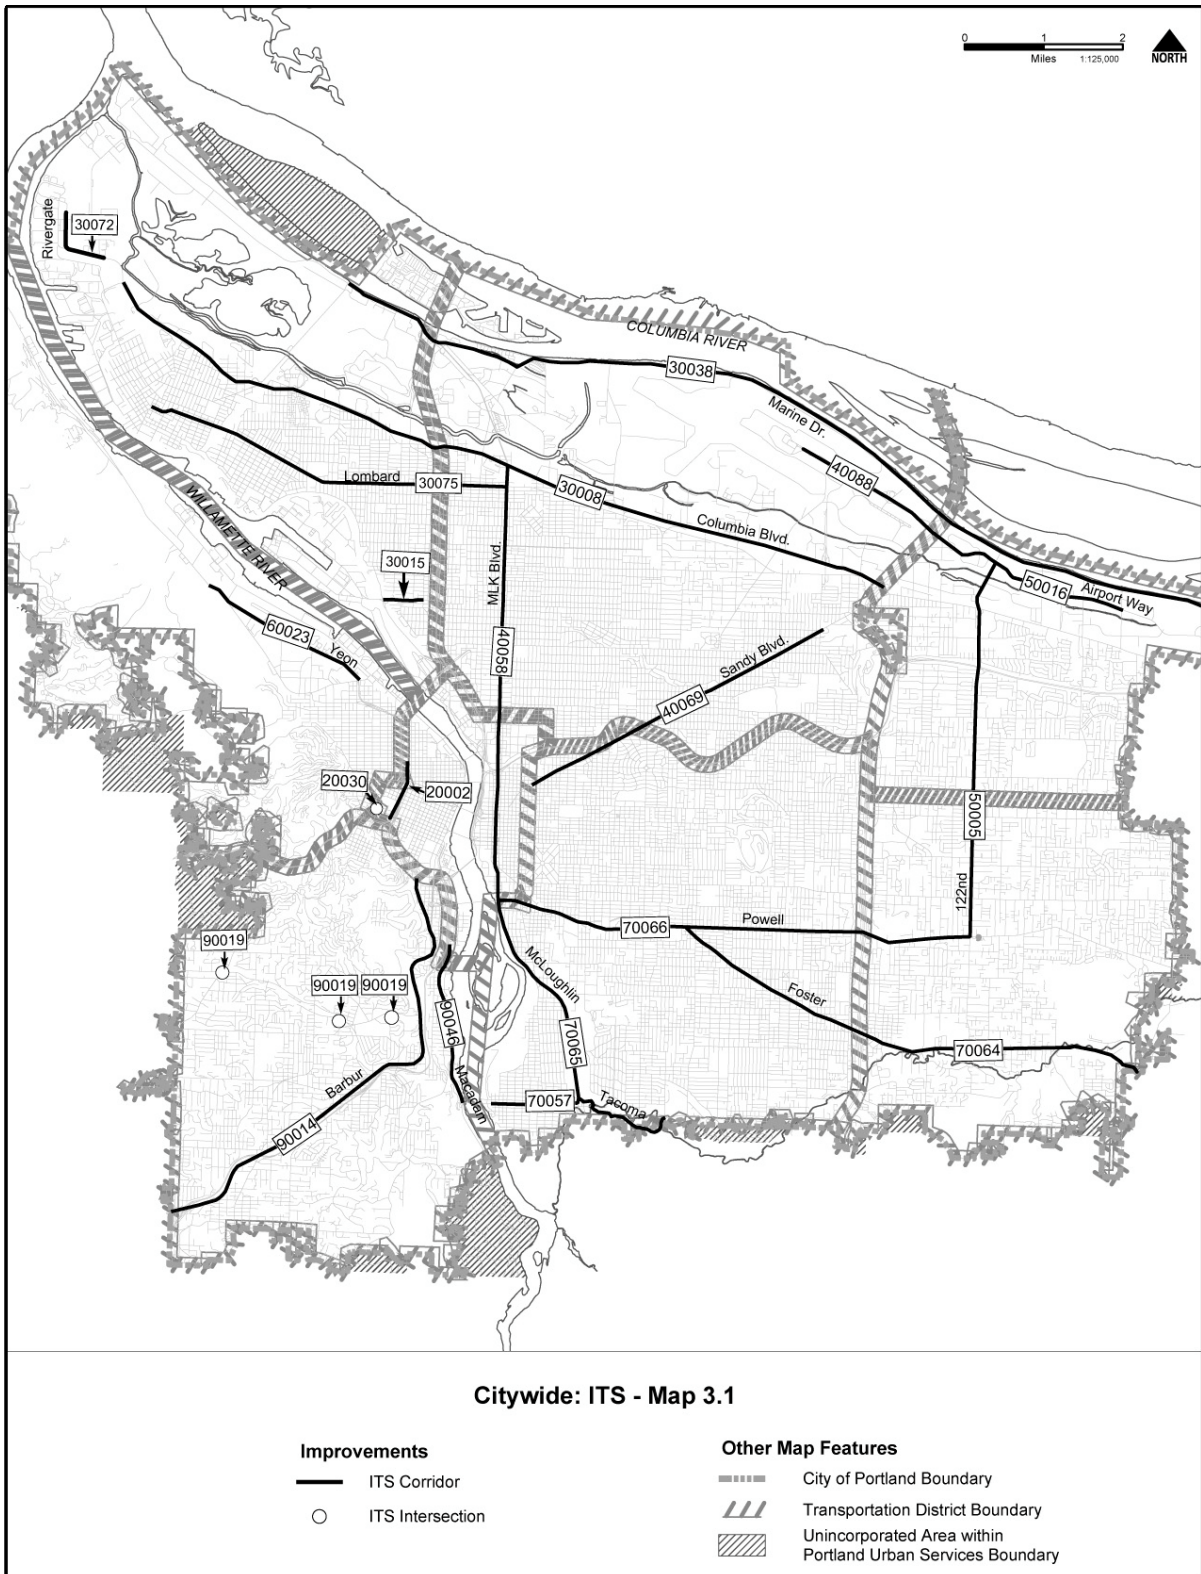 0 1 2
Miles 1:125,000
NORTH
Rivergate
30072
COLUMBIA RIVER
30038
Marine Dr.
40088
Lombard
30075
30008
Columbia Blvd.
WILLAMETTE RIVER
MLK Blvd.
30015
50016
Airport Way
60023
Yeon
40058
Sandy Blvd.
40069
20030
20002
50005
122nd
70066
Powell
90019
McLoughlin
90019
90019
Foster
90046
70065
70064
Barbur
Macadam
70057
Tacoma
90014
Citywide: ITS - Map 3.1
Improvements
ITS Corridor
ITS Intersection
Other Map Features
City of Portland Boundary
Transportation District Boundary
Unincorporated Area within
Portland Urban Services Boundary